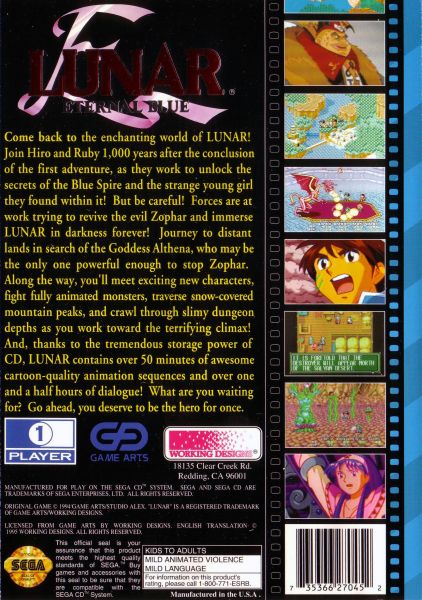 LUNAR®
ETERNAL BLUE
Come back to the enchanting world of LUNAR!
Join Hiro and Ruby 1,000 years after the conclusion
of the first adventure, as they work to unlock the
secrets of the Blue Spire and the strange young girl
they found within it! But be careful! Forces are at
work trying to revive the evil Zophar and immerse
LUNAR in darkness forever! Journey to distant
lands in search of the Goddess Althena, who may be
the only one powerful enough to stop Zophar.
Along the way, you'll meet exciting new characters,
fight fully animated monsters, traverse snow-covered
mountain peaks, and crawl through slimy dungeon
depths as you work toward the terrifying climax!
And, thanks to the tremendous storage power of
CD, LUNAR contains over 50 minutes of awesome
cartoon-quality animation sequences and over one
and a half hours of dialogue! What are you waiting
for? Go ahead, you deserve to be the hero for once.
IT IS FORETOLD THAT THE
DESTROYER WILL APPEAR NORTH
OF THE SALYAN DESERT.
1
PLAYER
GAME ARTS
WORKING DESIGNS
18135 Clear Creek Rd.
Redding, CA 96001
MANUFACTURED FOR PLAY ON THE SEGA CD™ SYSTEM. SEGA AND SEGA CD ARE
TRADEMARKS OF SEGA ENTERPRISES, LTD. ALL RIGHTS RESERVED.
ORIGINAL GAME © 1994 GAME ARTS/STUDIO ALEX. "LUNAR" IS A REGISTERED TRADEMARK
OF GAME ARTS/WORKING DESIGNS.
LICENSED FROM GAME ARTS BY WORKING DESIGNS. ENGLISH TRANSLATION ©
1995 WORKING DESIGNS. ALL RIGHTS RESERVED.
SEGA
This official seal is your
assurance that this product
meets the highest quality
standards of SEGA.™ Buy
games and accessories with
this seal to be sure that they
are compatible with the
SEGA CD™ System.
KIDS TO ADULTS
MILD ANIMATED VIOLENCE
MILD LANGUAGE
For information on this product's
rating, please call 1-800-771-ESRB.
Manufactured in the U.S.A.
7 35366 27045 2